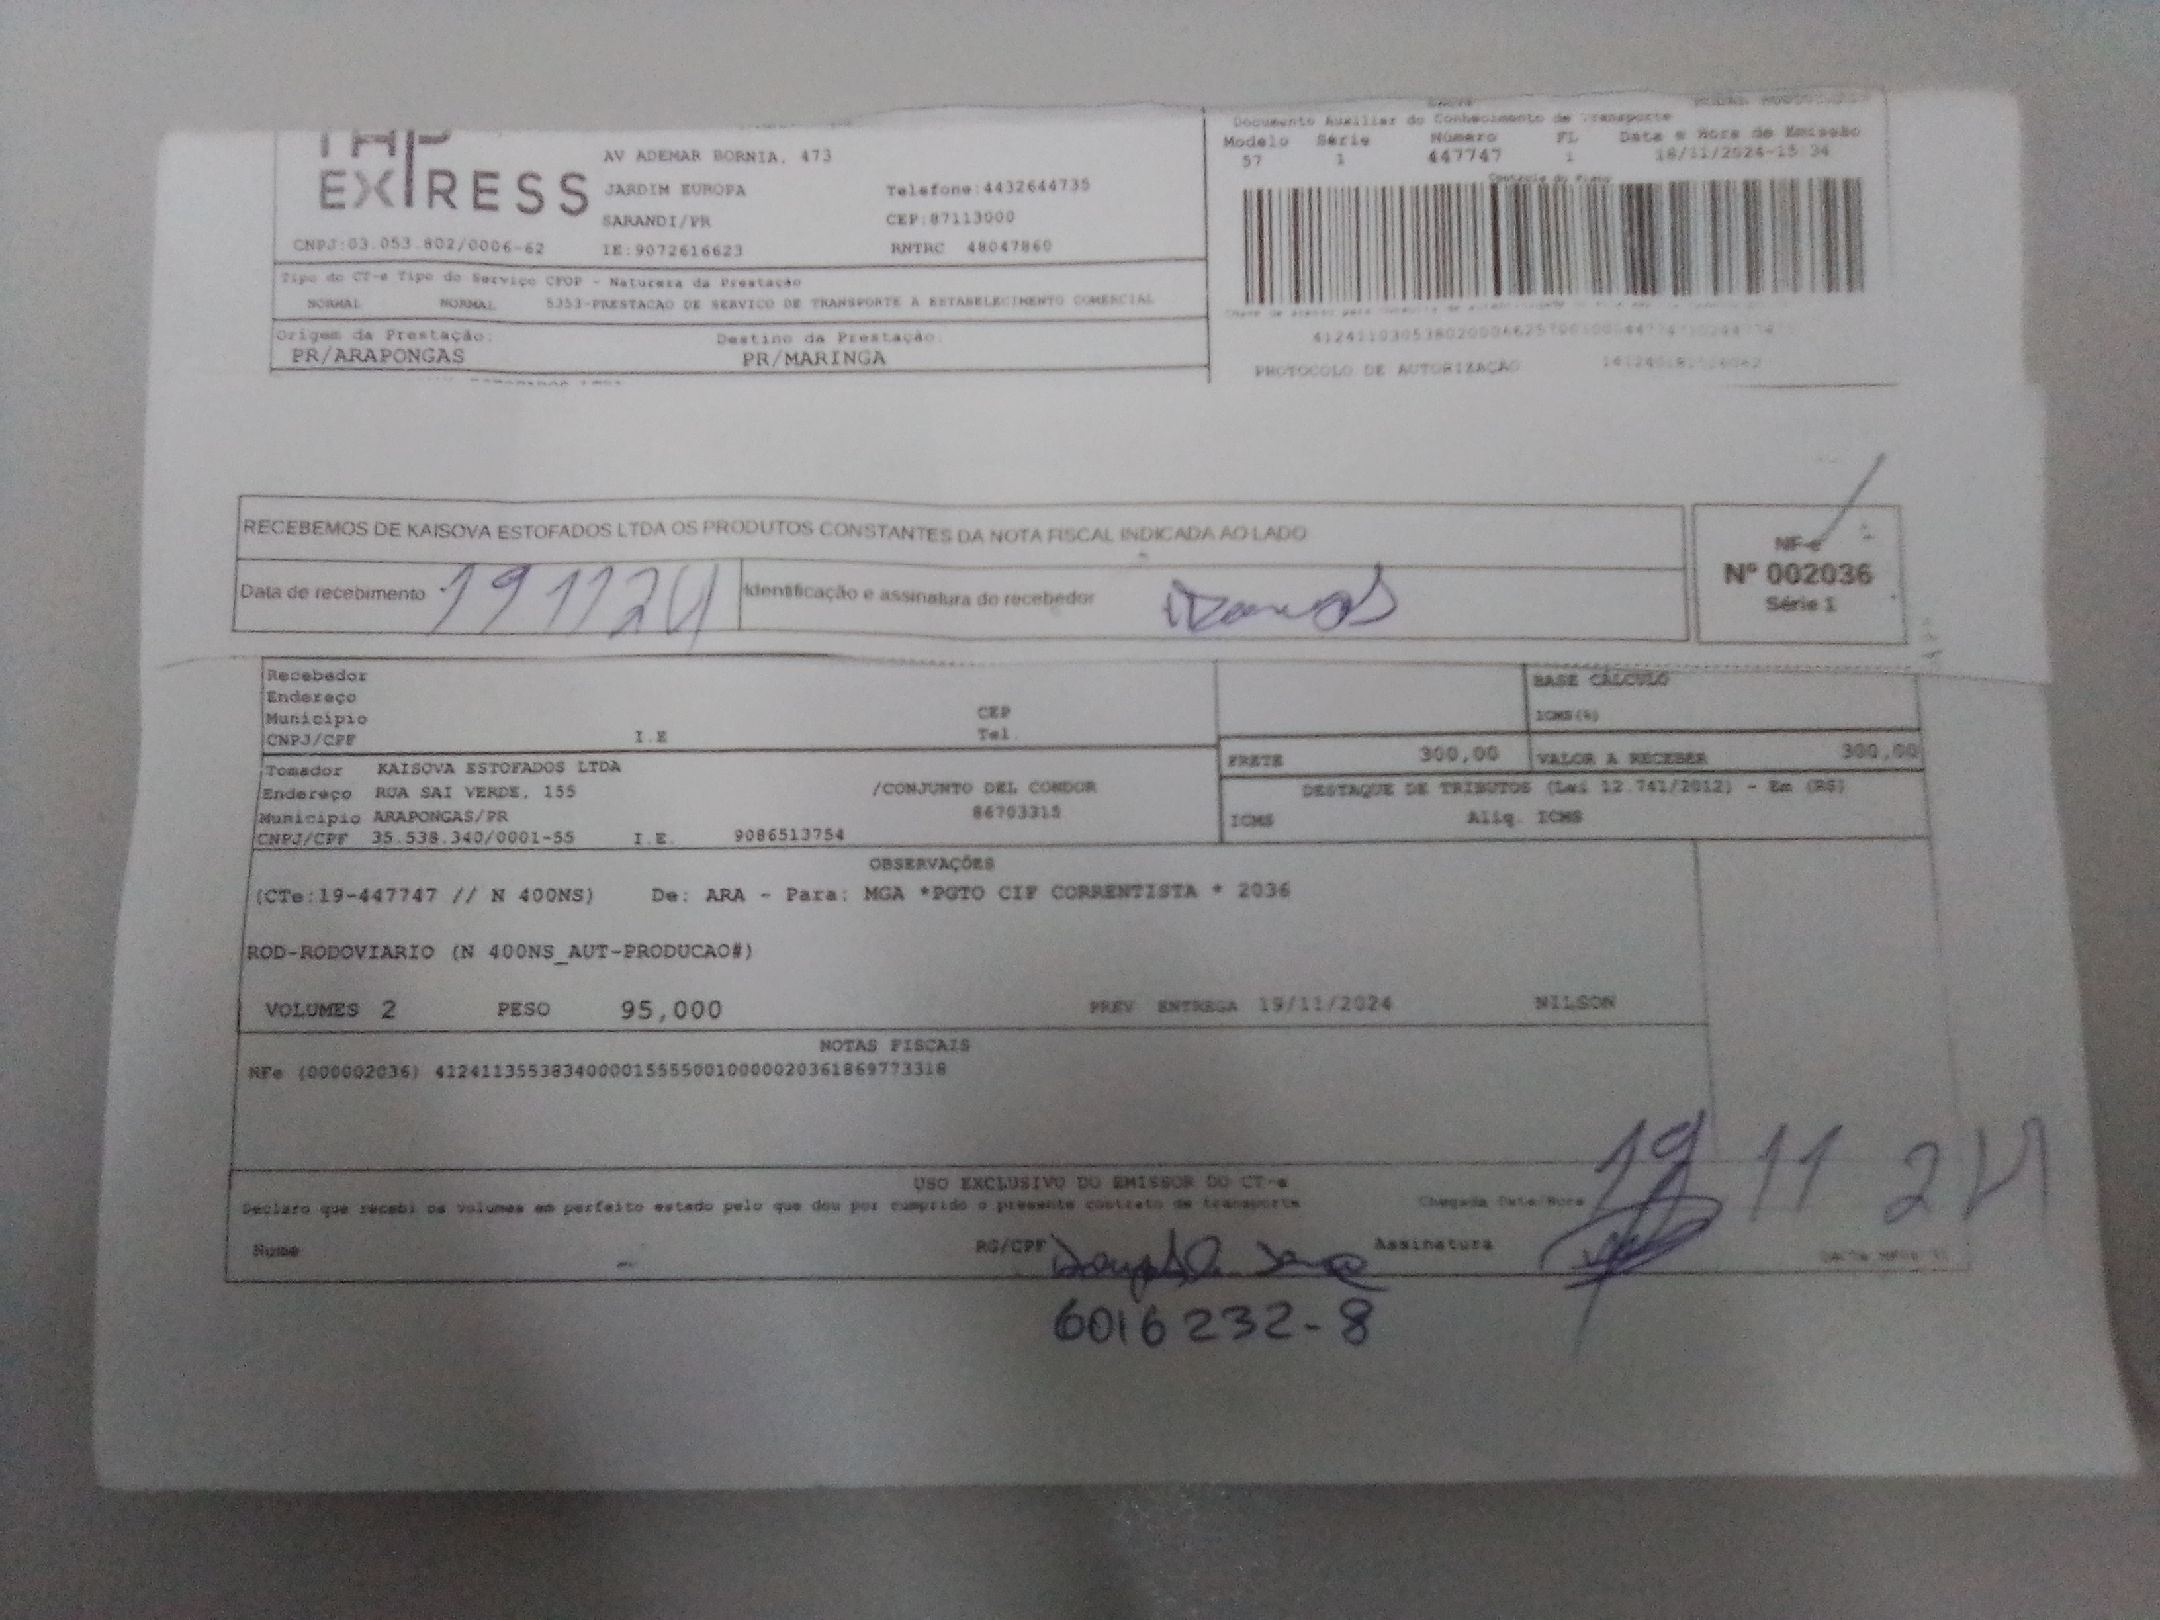 EXPRESS
AV ADEMAR BORNIA, 473
JARDIM EUROPA Telefone:4432644735
SARANDI/PR CEP:87113000
CNPJ:03.053.802/0006-62 IE:9072616623 RNTRC 48047860
Documento Auxiliar do Conhecimento de Transporte
Modelo Série Número FL Data e Hora de Emissão
57 1 447747 1 18/11/2024-15:34
Controle do Fisco
Tipo do CT-e Tipo do Serviço CFOP - Natureza da Prestação
NORMAL NORMAL 5353-PRESTACAO DE SERVICO DE TRANSPORTE A ESTABELECIMENTO COMERCIAL
Origem da Prestação: Destino da Prestação:
PR/ARAPONGAS PR/MARINGA
PROTOCOLO DE AUTORIZAÇÃO
RECEBEMOS DE KAISOVA ESTOFADOS LTDA OS PRODUTOS CONSTANTES DA NOTA FISCAL INDICADA AO LADO
Data de recebimento 19 11 24 Identificação e assinatura do recebedor
NF-e
Nº 002036
Série 1
Recebedor
Endereço
Município CEP
CNPJ/CPF I.E Tel.
BASE CÁLCULO
ICMS(%)
FRETE 300,00 VALOR A RECEBER 300,00
Tomador KAISOVA ESTOFADOS LTDA
Endereço RUA SAI VERDE, 155 /CONJUNTO DEL CONDOR
Município ARAPONGAS/PR 86703315
CNPJ/CPF 35.538.340/0001-55 I.E. 9086513754
DESTAQUE DE TRIBUTOS (Lei 12.741/2012) - Em (R$)
ICMS Aliq. ICMS
OBSERVAÇÕES
(CTe:19-447747 // N 400NS) De: ARA - Para: MGA *PGTO CIF CORRENTISTA * 2036
ROD-RODOVIARIO (N 400NS_AUT-PRODUCAO#)
VOLUMES 2 PESO 95,000 PREV ENTREGA 19/11/2024 NILSON
NOTAS FISCAIS
NFe (000002036) 41241135538340000155550010000020361869773318
USO EXCLUSIVO DO EMISSOR DO CT-e
Declaro que recebi os volumes em perfeito estado pelo que dou por cumprido o presente contrato de transporte Chegada Data/Hora 19 11 24
Nome RG/CPF Assinatura
6016232-8